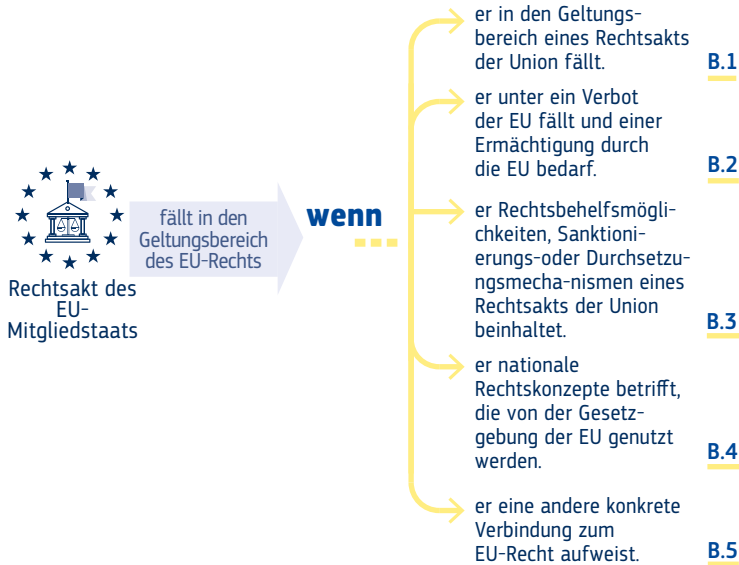 Rechtsakt des
EU-
Mitgliedstaats
fällt in den
Geltungsbereich
des EU-Rechts
wenn
er in den Geltungs-
bereich eines Rechtsakts
der Union fällt.
B.1
er unter ein Verbot
der EU fällt und einer
Ermächtigung durch
die EU bedarf.
B.2
er Rechtsbehelfsmögli-
chkeiten, Sanktioni-
erungs-oder Durchsetzu-
ngsmecha-nismen eines
Rechtsakts der Union
beinhaltet.
B.3
er nationale
Rechtskonzepte betrifft,
die von der Gesetz-
gebung der EU genutzt
werden.
B.4
er eine andere konkrete
Verbindung zum
EU-Recht aufweist.
B.5